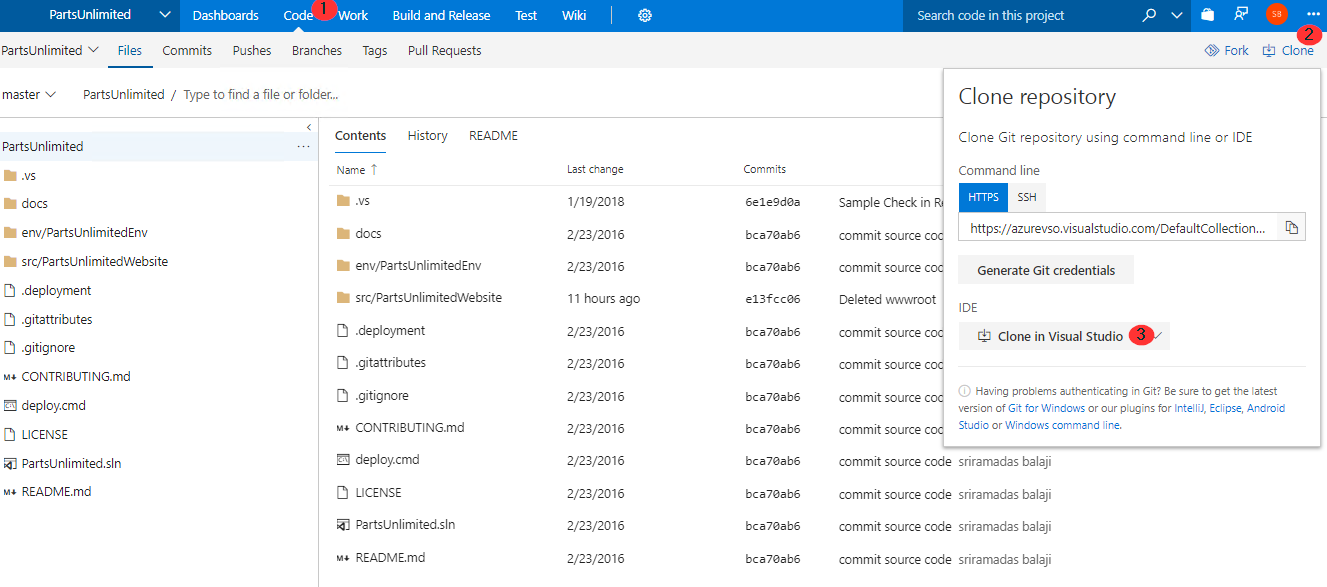 PartsUnlimited Dashboards Code 1 Work Build and Release Test Wiki Search code in this project SB
2
PartsUnlimited Files Commits Pushes Branches Tags Pull Requests Fork Clone
master PartsUnlimited / Type to find a file or folder...
PartsUnlimited
.vs
docs
env/PartsUnlimitedEnv
src/PartsUnlimitedWebsite
.deployment
.gitattributes
.gitignore
CONTRIBUTING.md
deploy.cmd
LICENSE
PartsUnlimited.sln
README.md
Contents History README
Name Last change Commits
.vs 1/19/2018 6e1e9d0a Sample Check in Re
docs 2/23/2016 bca70ab6 commit source cod
env/PartsUnlimitedEnv 2/23/2016 bca70ab6 commit source cod
src/PartsUnlimitedWebsite 11 hours ago e13fcc06 Deleted wwwroot
.deployment 2/23/2016 bca70ab6 commit source cod
.gitattributes 2/23/2016 bca70ab6 commit source cod
.gitignore 2/23/2016 bca70ab6 commit source cod
CONTRIBUTING.md 2/23/2016 bca70ab6 commit source cod
deploy.cmd 2/23/2016 bca70ab6 commit source code sriramadas balaji
LICENSE 2/23/2016 bca70ab6 commit source code sriramadas balaji
PartsUnlimited.sln 2/23/2016 bca70ab6 commit source code sriramadas balaji
README.md 2/23/2016 bca70ab6 commit source code sriramadas balaji
Clone repository
Clone Git repository using command line or IDE
Command line
HTTPS SSH
https://azurevso.visualstudio.com/DefaultCollection...
Generate Git credentials
IDE
Clone in Visual Studio 3
Having problems authenticating in Git? Be sure to get the latest
version of Git for Windows or our plugins for IntelliJ, Eclipse, Android
Studio or Windows command line.